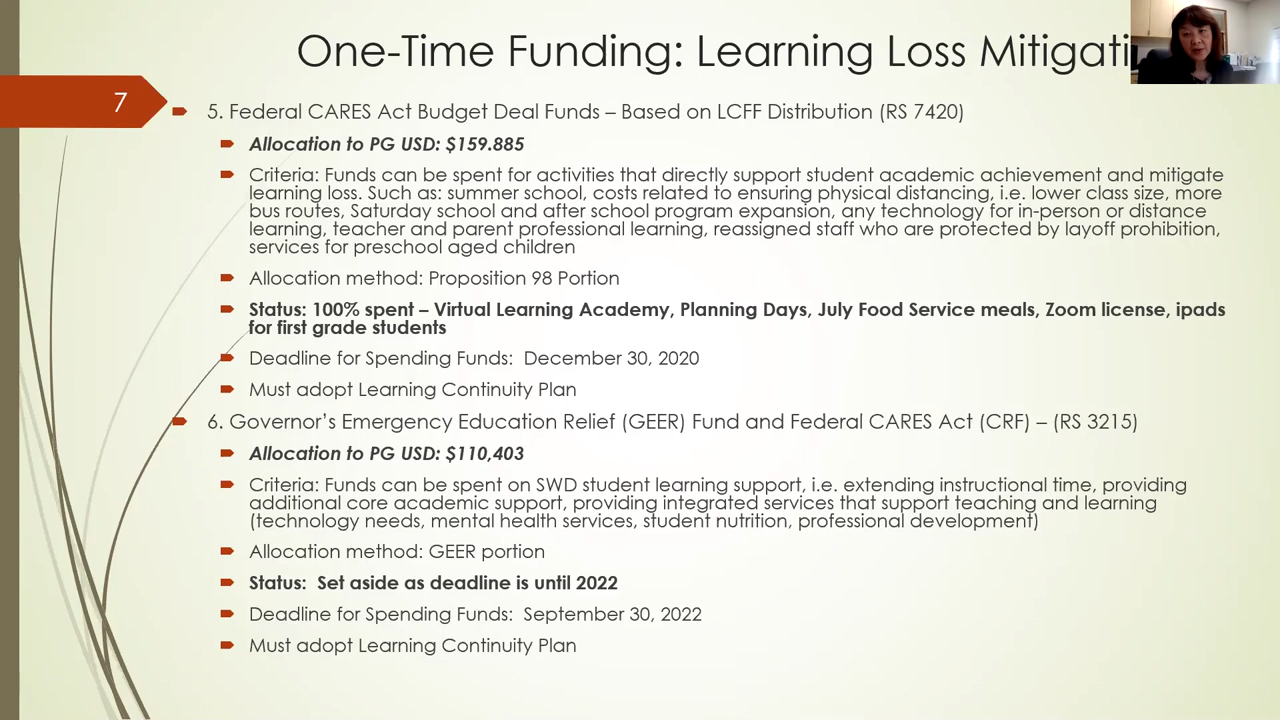 One-Time Funding: Learning Loss Mitigati
7
5. Federal CARES Act Budget Deal Funds – Based on LCFF Distribution (RS 7420)
Allocation to PG USD: $159.885
Criteria: Funds can be spent for activities that directly support student academic achievement and mitigate
learning loss. Such as: summer school, costs related to ensuring physical distancing, i.e. lower class size, more
bus routes, Saturday school and after school program expansion, any technology for in-person or distance
learning, teacher and parent professional learning, reassigned staff who are protected by layoff prohibition,
services for preschool aged children
Allocation method: Proposition 98 Portion
Status: 100% spent – Virtual Learning Academy, Planning Days, July Food Service meals, Zoom license, ipads
for first grade students
Deadline for Spending Funds: December 30, 2020
Must adopt Learning Continuity Plan
6. Governor’s Emergency Education Relief (GEER) Fund and Federal CARES Act (CRF) – (RS 3215)
Allocation to PG USD: $110,403
Criteria: Funds can be spent on SWD student learning support, i.e. extending instructional time, providing
additional core academic support, providing integrated services that support teaching and learning
(technology needs, mental health services, student nutrition, professional development)
Allocation method: GEER portion
Status: Set aside as deadline is until 2022
Deadline for Spending Funds: September 30, 2022
Must adopt Learning Continuity Plan